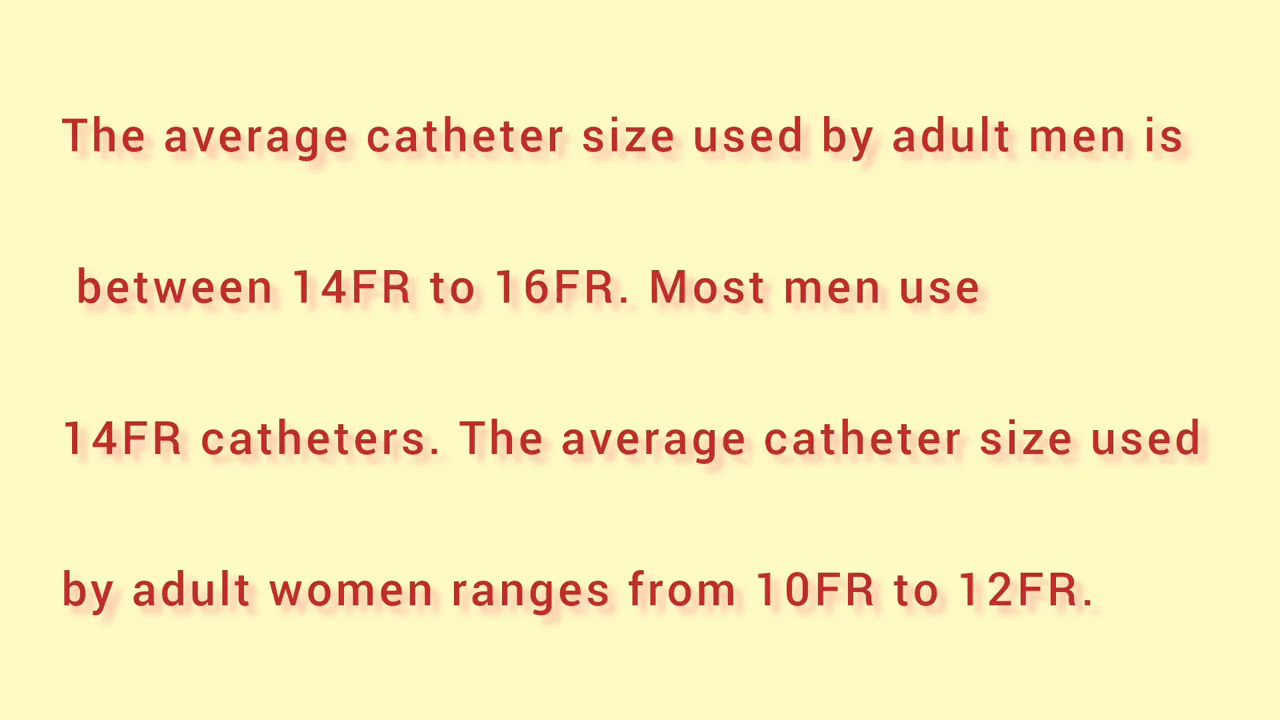 The average catheter size used by adult men is
between 14FR to 16FR. Most men use
14FR catheters. The average catheter size used
by adult women ranges from 10FR to 12FR.